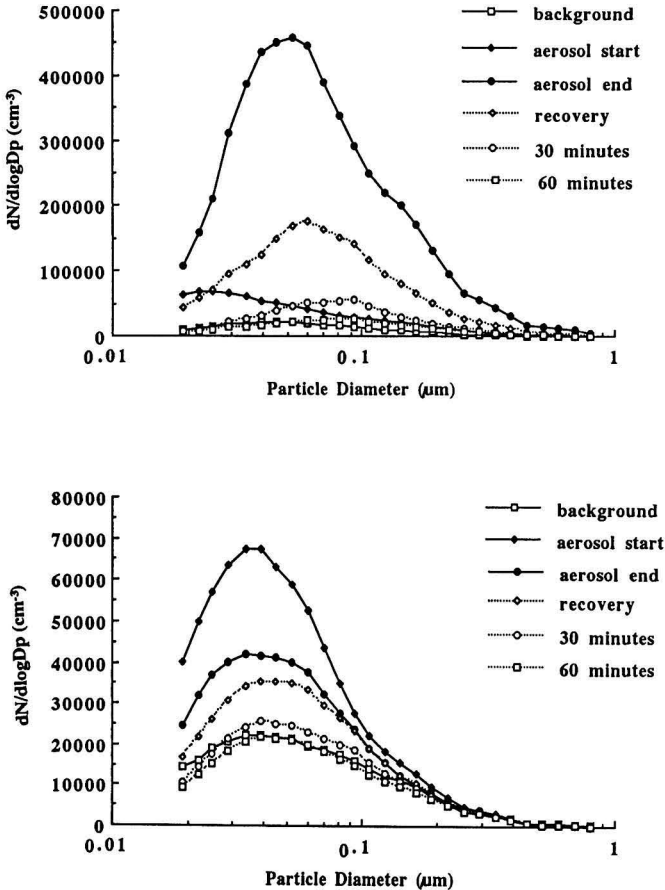 500000
400000
300000
200000
100000
0
dN/dlogDp (cm⁻³)
background
aerosol start
aerosol end
recovery
30 minutes
60 minutes
0.01
0.1
1
Particle Diameter (μm)
80000
70000
60000
50000
40000
30000
20000
10000
0
dN/dlogDp (cm⁻³)
background
aerosol start
aerosol end
recovery
30 minutes
60 minutes
0.01
0.1
1
Particle Diameter (μm)